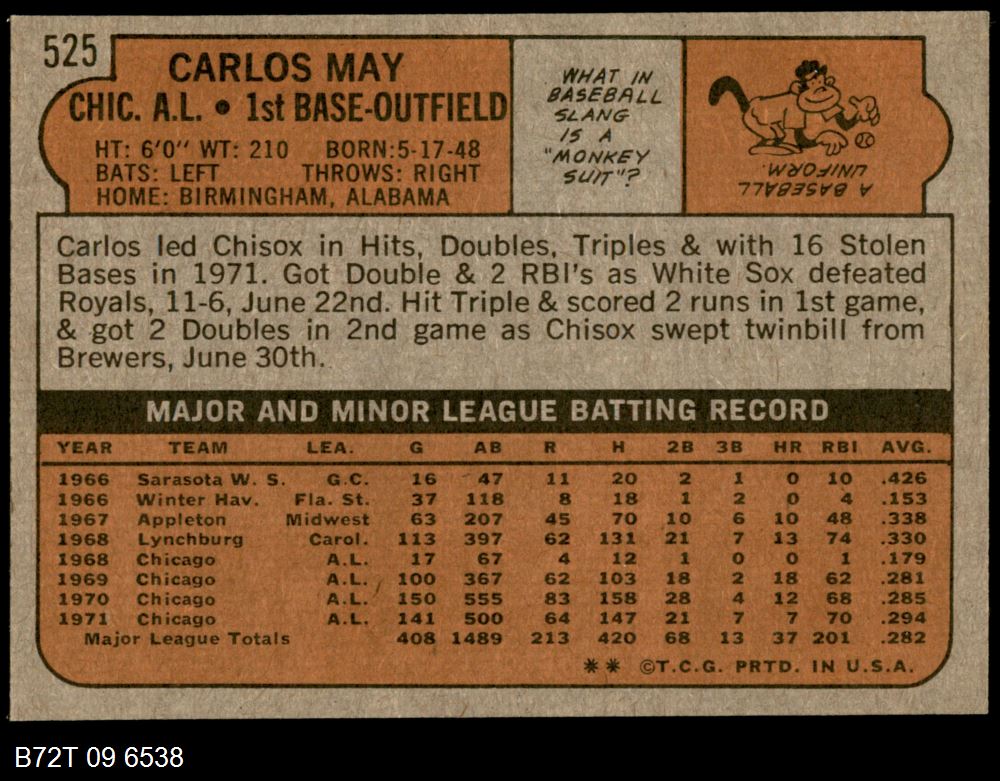 525
CARLOS MAY
CHIC. A.L. • 1st BASE-OUTFIELD
HT: 6'0" WT: 210 BORN:5-17-48
BATS: LEFT THROWS: RIGHT
HOME: BIRMINGHAM, ALABAMA
WHAT IN
BASEBALL
SLANG
IS A
"MONKEY
SUIT"?
A BASEBALL
UNIFORM.
Carlos led Chisox in Hits, Doubles, Triples & with 16 Stolen
Bases in 1971. Got Double & 2 RBI's as White Sox defeated
Royals, 11-6, June 22nd. Hit Triple & scored 2 runs in 1st game,
& got 2 Doubles in 2nd game as Chisox swept twinbill from
Brewers, June 30th.
MAJOR AND MINOR LEAGUE BATTING RECORD
YEAR TEAM LEA. G AB R H 2B 3B HR RBI AVG.
1966 Sarasota W. S. G.C. 16 47 11 20 2 1 0 10 .426
1966 Winter Hav. Fla. St. 37 118 8 18 1 2 0 4 .153
1967 Appleton Midwest 63 207 45 70 10 6 10 48 .338
1968 Lynchburg Carol. 113 397 62 131 21 7 13 74 .330
1968 Chicago A.L. 17 67 4 12 1 0 0 1 .179
1969 Chicago A.L. 100 367 62 103 18 2 18 62 .281
1970 Chicago A.L. 150 555 83 158 28 4 12 68 .285
1971 Chicago A.L. 141 500 64 147 21 7 7 70 .294
Major League Totals 408 1489 213 420 68 13 37 201 .282
** ©T.C.G. PRTD. IN U.S.A.
B72T 09 6538